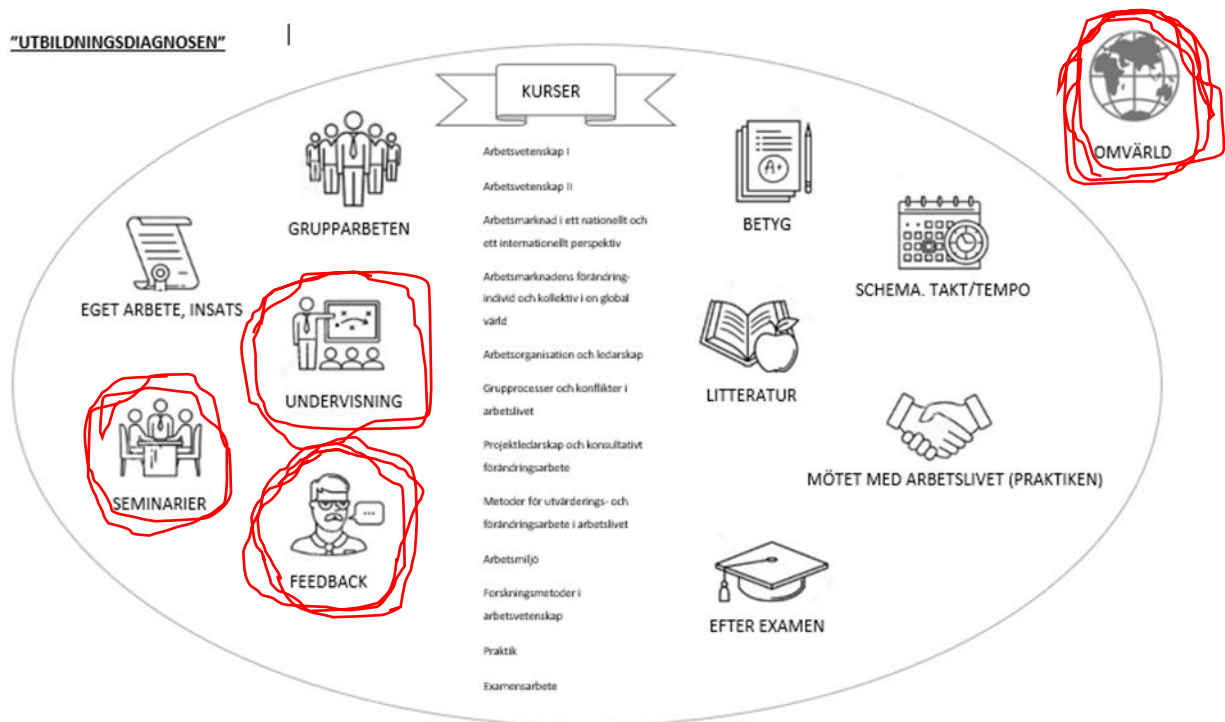 "UTBILDNINGSDIAGNOSEN"
KURSER
Arbetsvetenskap I
Arbetsvetenskap II
Arbetsmarknad i ett nationellt och
ett internationellt perspektiv
Arbetsmarknadens förändring-
individ och kollektiv i en global
värld
Arbetsorganisation och ledarskap
Grupprocesser och konflikter i
arbetslivet
Projektledarskap och konsultativt
förändringsarbete
Metoder för utvärderings- och
förändringsarbete i arbetslivet
Arbetsmiljö
Forskningsmetoder i
arbetsvetenskap
Praktik
Examensarbete
GRUPPARBETEN
EGET ARBETE, INSATS
UNDERVISNING
SEMINARIER
FEEDBACK
A+
BETYG
OMVÄRLD
SCHEMA. TAKT/TEMPO
LITTERATUR
MÖTET MED ARBETSLIVET (PRAKTIKEN)
EFTER EXAMEN